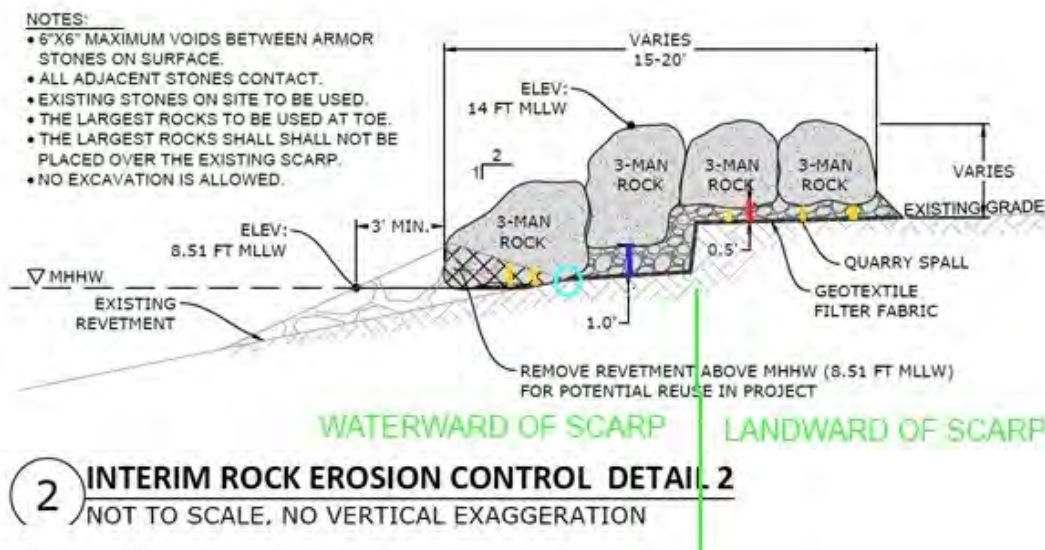 NOTES:
• 6"X6" MAXIMUM VOIDS BETWEEN ARMOR
STONES ON SURFACE.
• ALL ADJACENT STONES CONTACT.
• EXISTING STONES ON SITE TO BE USED.
• THE LARGEST ROCKS TO BE USED AT TOE.
• THE LARGEST ROCKS SHALL SHALL NOT BE
PLACED OVER THE EXISTING SCARP.
• NO EXCAVATION IS ALLOWED.
VARIES
15-20'
ELEV:
14 FT MLLW
2
1
3-MAN
ROCK
3-MAN
ROCK
3-MAN
ROCK
3-MAN
ROCK
VARIES
EXISTING GRADE
3' MIN.
ELEV:
8.51 FT MLLW
MHHW
EXISTING
REVETMENT
0.5'
1.0'
QUARRY SPALL
GEOTEXTILE
FILTER FABRIC
REMOVE REVETMENT ABOVE MHHW (8.51 FT MLLW)
FOR POTENTIAL REUSE IN PROJECT
WATERWARD OF SCARP
LANDWARD OF SCARP
2
INTERIM ROCK EROSION CONTROL DETAIL 2
NOT TO SCALE, NO VERTICAL EXAGGERATION